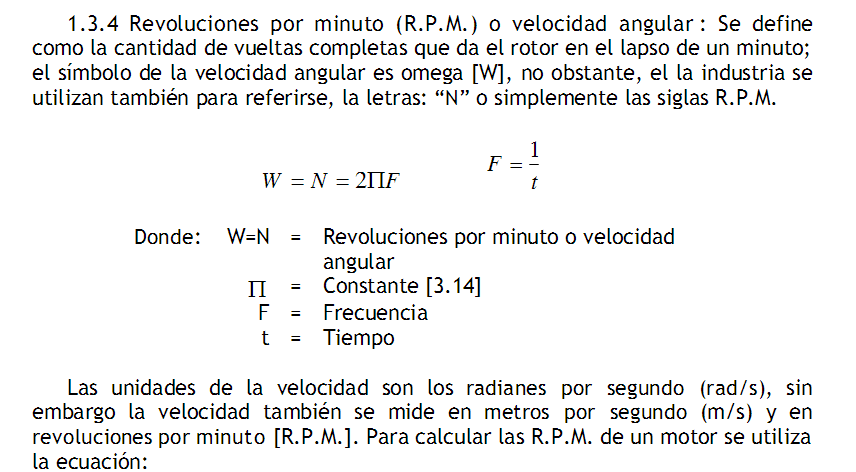 1.3.4 Revoluciones por minuto (R.P.M.) o velocidad angular : Se define
como la cantidad de vueltas completas que da el rotor en el lapso de un minuto;
el símbolo de la velocidad angular es omega [W], no obstante, el la industria se
utilizan también para referirse, la letras: “N” o simplemente las siglas R.P.M.
W = N = 2ΠF    F = 1/t
Donde: W=N = Revoluciones por minuto o velocidad
angular
Π = Constante [3.14]
F = Frecuencia
t = Tiempo
Las unidades de la velocidad son los radianes por segundo (rad/s), sin
embargo la velocidad también se mide en metros por segundo (m/s) y en
revoluciones por minuto [R.P.M.]. Para calcular las R.P.M. de un motor se utiliza
la ecuación: